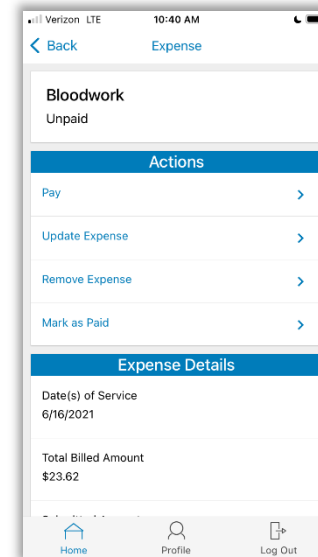 Verizon LTE 10:40 AM
Back Expense
Bloodwork
Unpaid
Actions
Pay
Update Expense
Remove Expense
Mark as Paid
Expense Details
Date(s) of Service
6/16/2021
Total Billed Amount
$23.62
Home Profile Log Out